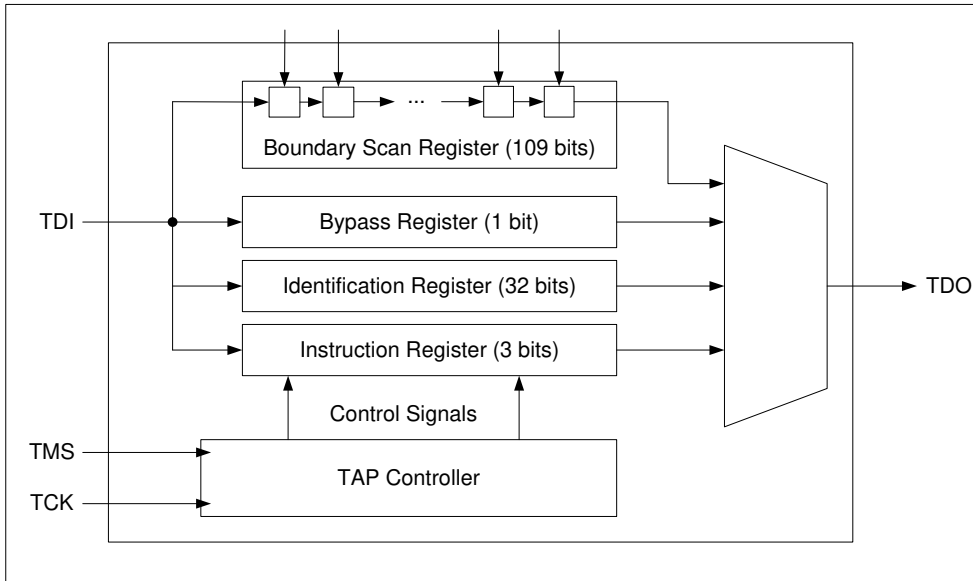 ...
Boundary Scan Register (109 bits)
TDI
Bypass Register (1 bit)
Identification Register (32 bits)
TDO
Instruction Register (3 bits)
Control Signals
TMS
TAP Controller
TCK